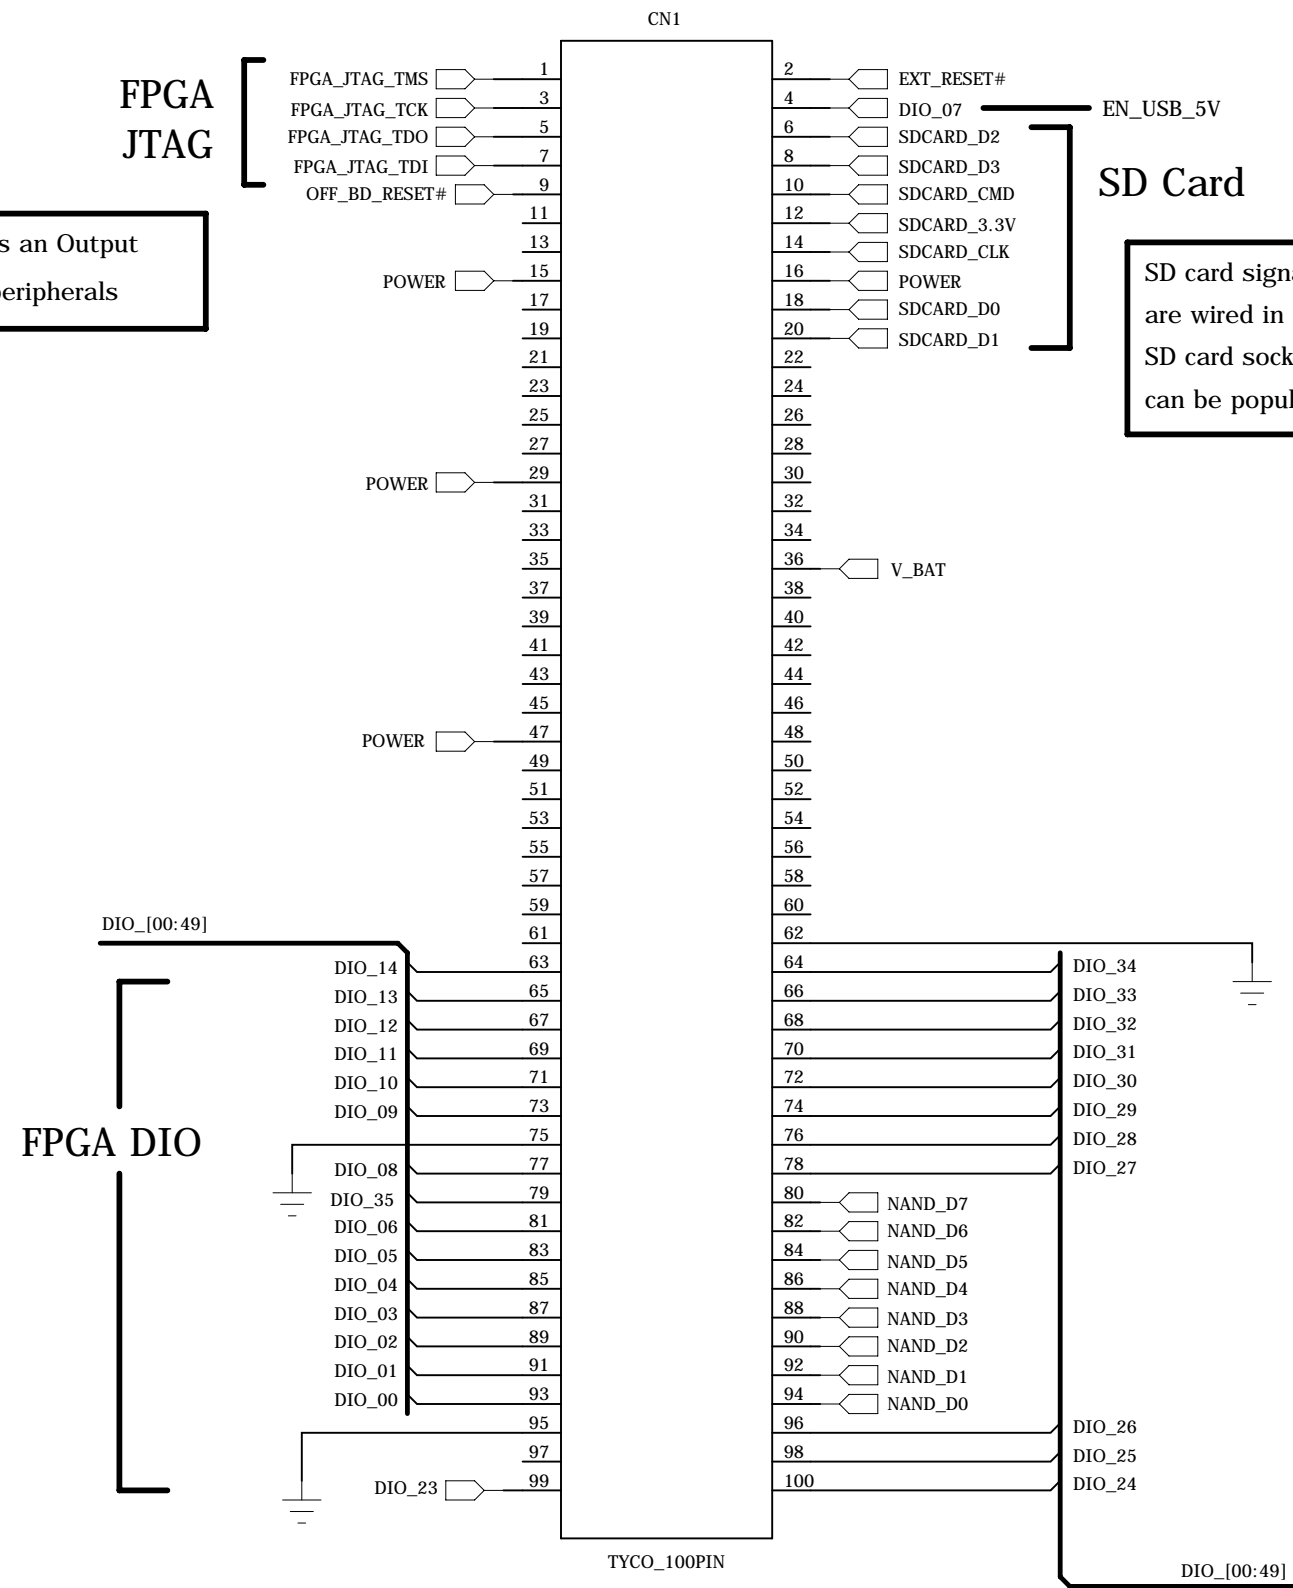 CN1
FPGA
JTAG
FPGA_JTAG_TMS 1
FPGA_JTAG_TCK 3
FPGA_JTAG_TDO 5
FPGA_JTAG_TDI 7
OFF_BD_RESET# 9
11
13
POWER 15
17
19
21
23
25
27
POWER 29
31
33
35
37
39
41
43
45
POWER 47
49
51
53
55
57
59
61
s an Output
eripherals
2 EXT_RESET#
4 DIO_07 EN_USB_5V
6 SDCARD_D2
8 SDCARD_D3
10 SDCARD_CMD
12 SDCARD_3.3V
14 SDCARD_CLK
16 POWER
18 SDCARD_D0
20 SDCARD_D1
SD Card
SD card signa
are wired in
SD card sock
can be popul
22
24
26
28
30
32
34
36 V_BAT
38
40
42
44
46
48
50
52
54
56
58
60
62
DIO_[00:49]
FPGA DIO
DIO_14 63
DIO_13 65
DIO_12 67
DIO_11 69
DIO_10 71
DIO_09 73
75
DIO_08 77
DIO_35 79
DIO_06 81
DIO_05 83
DIO_04 85
DIO_03 87
DIO_02 89
DIO_01 91
DIO_00 93
95
97
DIO_23 99
64 DIO_34
66 DIO_33
68 DIO_32
70 DIO_31
72 DIO_30
74 DIO_29
76 DIO_28
78 DIO_27
80 NAND_D7
82 NAND_D6
84 NAND_D5
86 NAND_D4
88 NAND_D3
90 NAND_D2
92 NAND_D1
94 NAND_D0
96 DIO_26
98 DIO_25
100 DIO_24
TYCO_100PIN
DIO_[00:49]